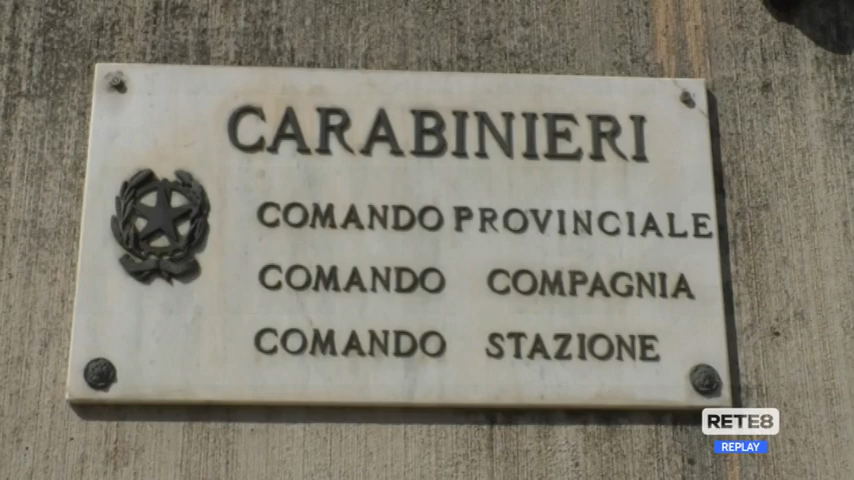 CARABINIERI
COMANDO PROVINCIALE
COMANDO COMPAGNIA
COMANDO STAZIONE
RETE8
REPLAY